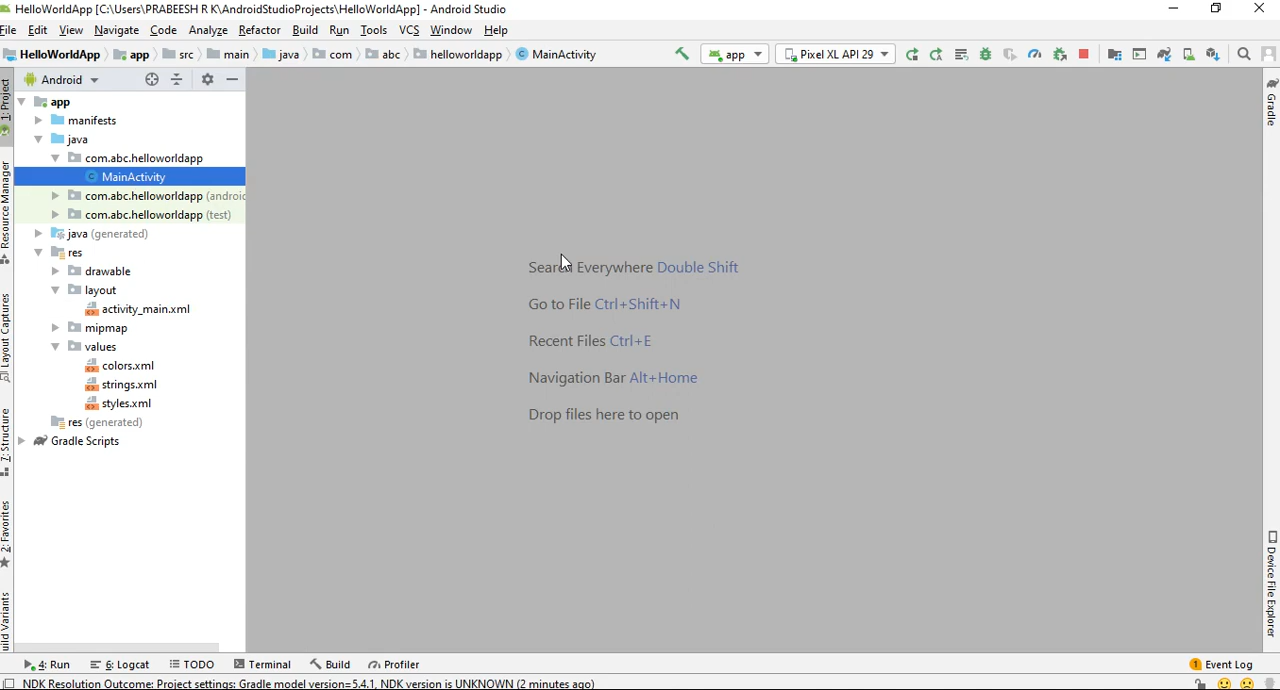 HelloWorldApp [C:\Users\PRABEESH R K\AndroidStudioProjects\HelloWorldApp] - Android Studio
File Edit View Navigate Code Analyze Refactor Build Run Tools VCS Window Help
HelloWorldApp app src main java com abc helloworldapp MainActivity app Pixel XL API 29
Android
1: Project
Resource Manager
Layout Captures
7: Structure
2: Favorites
app
manifests
java
com.abc.helloworldapp
MainActivity
com.abc.helloworldapp (androic
com.abc.helloworldapp (test)
java (generated)
res
drawable
layout
activity_main.xml
mipmap
values
colors.xml
strings.xml
styles.xml
res (generated)
Gradle Scripts
Search Everywhere Double Shift
Go to File Ctrl+Shift+N
Recent Files Ctrl+E
Navigation Bar Alt+Home
Drop files here to open
Gradle
Device File Explorer
4: Run 6: Logcat TODO Terminal Build Profiler 1 Event Log
NDK Resolution Outcome: Project settings: Gradle model version=5.4.1, NDK version is UNKNOWN (2 minutes ago)